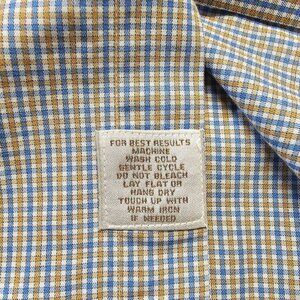 FOR BEST RESULTS
MACHINE
WASH COLD
GENTLE CYCLE
DO NOT BLEACH
LAY FLAT OR
HANG DRY
TOUCH UP WITH
WARM IRON
IF NEEDED